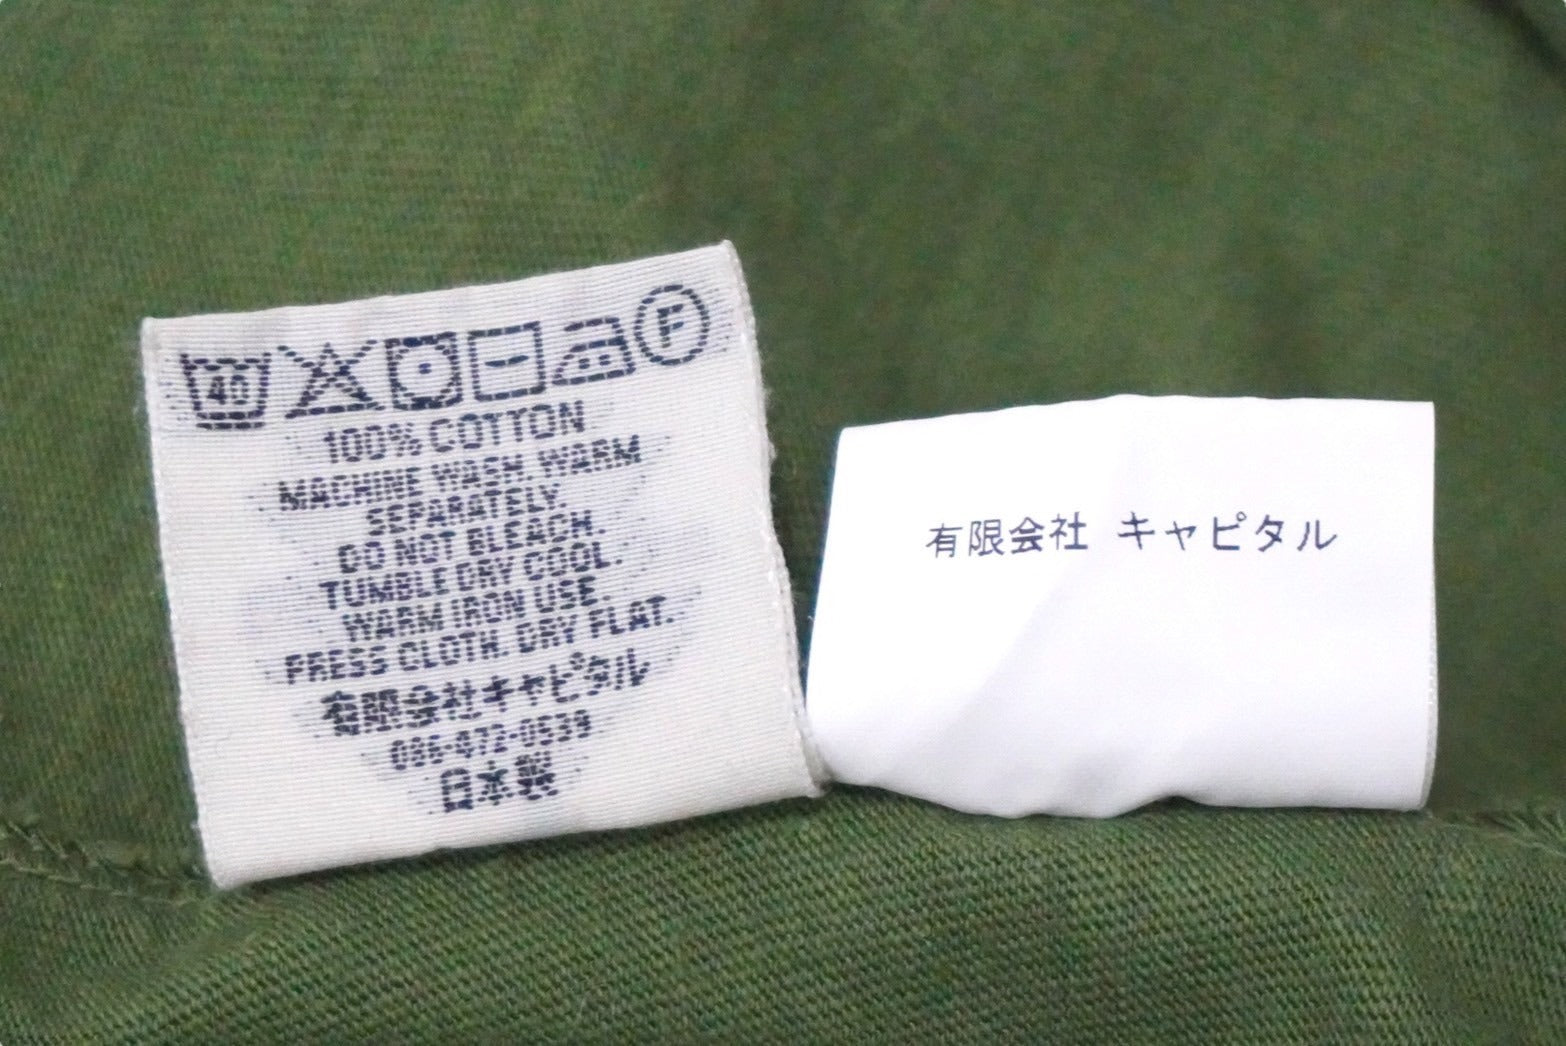 40
F
100% COTTON
MACHINE WASH. WARM
SEPARATELY.
DO NOT BLEACH.
TUMBLE DRY COOL.
WARM IRON USE.
PRESS CLOTH. DRY FLAT.
有限会社キャピタル
086-472-0539
日本製
有限会社 キャピタル